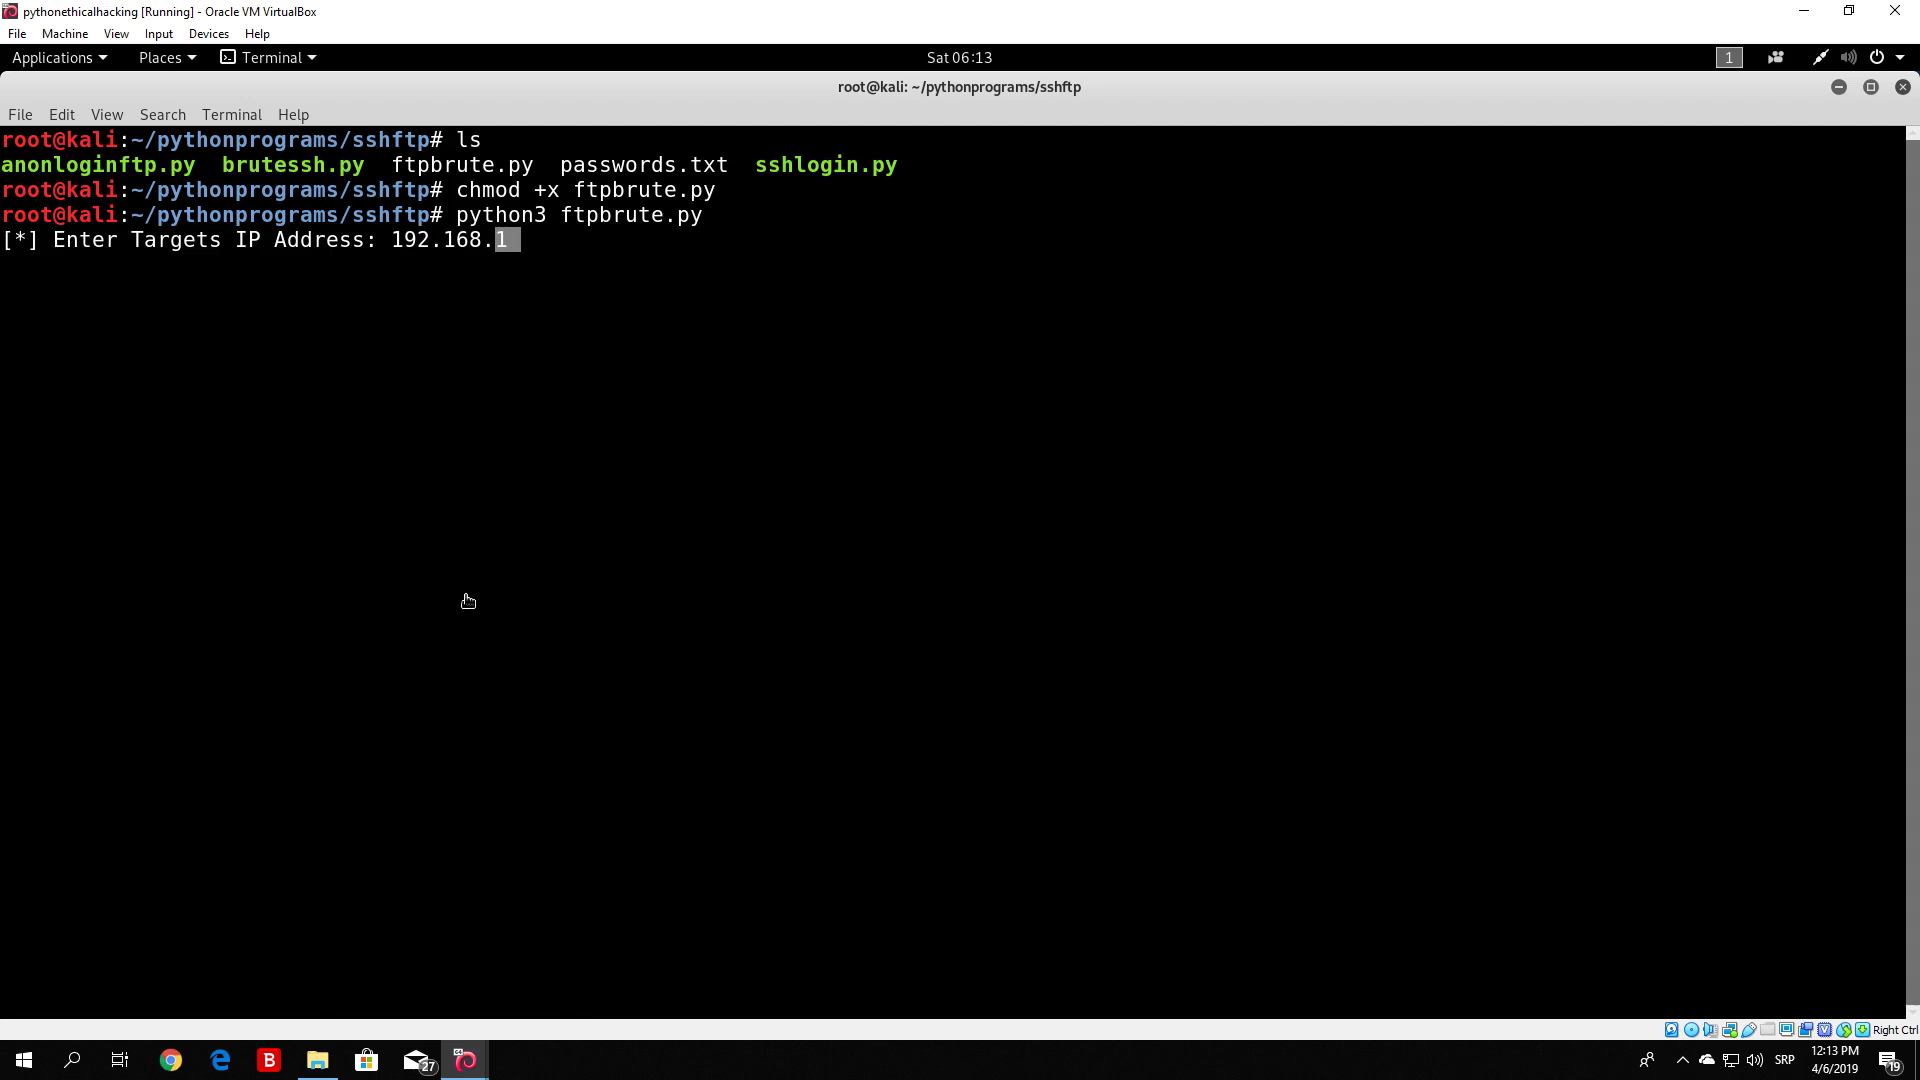 pythonethicalhacking [Running] - Oracle VM VirtualBox
File Machine View Input Devices Help
Applications Places Terminal Sat 06:13 1
root@kali: ~/pythonprograms/sshftp
File Edit View Search Terminal Help
root@kali:~/pythonprograms/sshftp# ls
anonloginftp.py brutessh.py ftpbrute.py passwords.txt sshlogin.py
root@kali:~/pythonprograms/sshftp# chmod +x ftpbrute.py
root@kali:~/pythonprograms/sshftp# python3 ftpbrute.py
[*] Enter Targets IP Address: 192.168.1
Right Ctrl
B 27 64 SRP 12:13 PM 19
4/6/2019